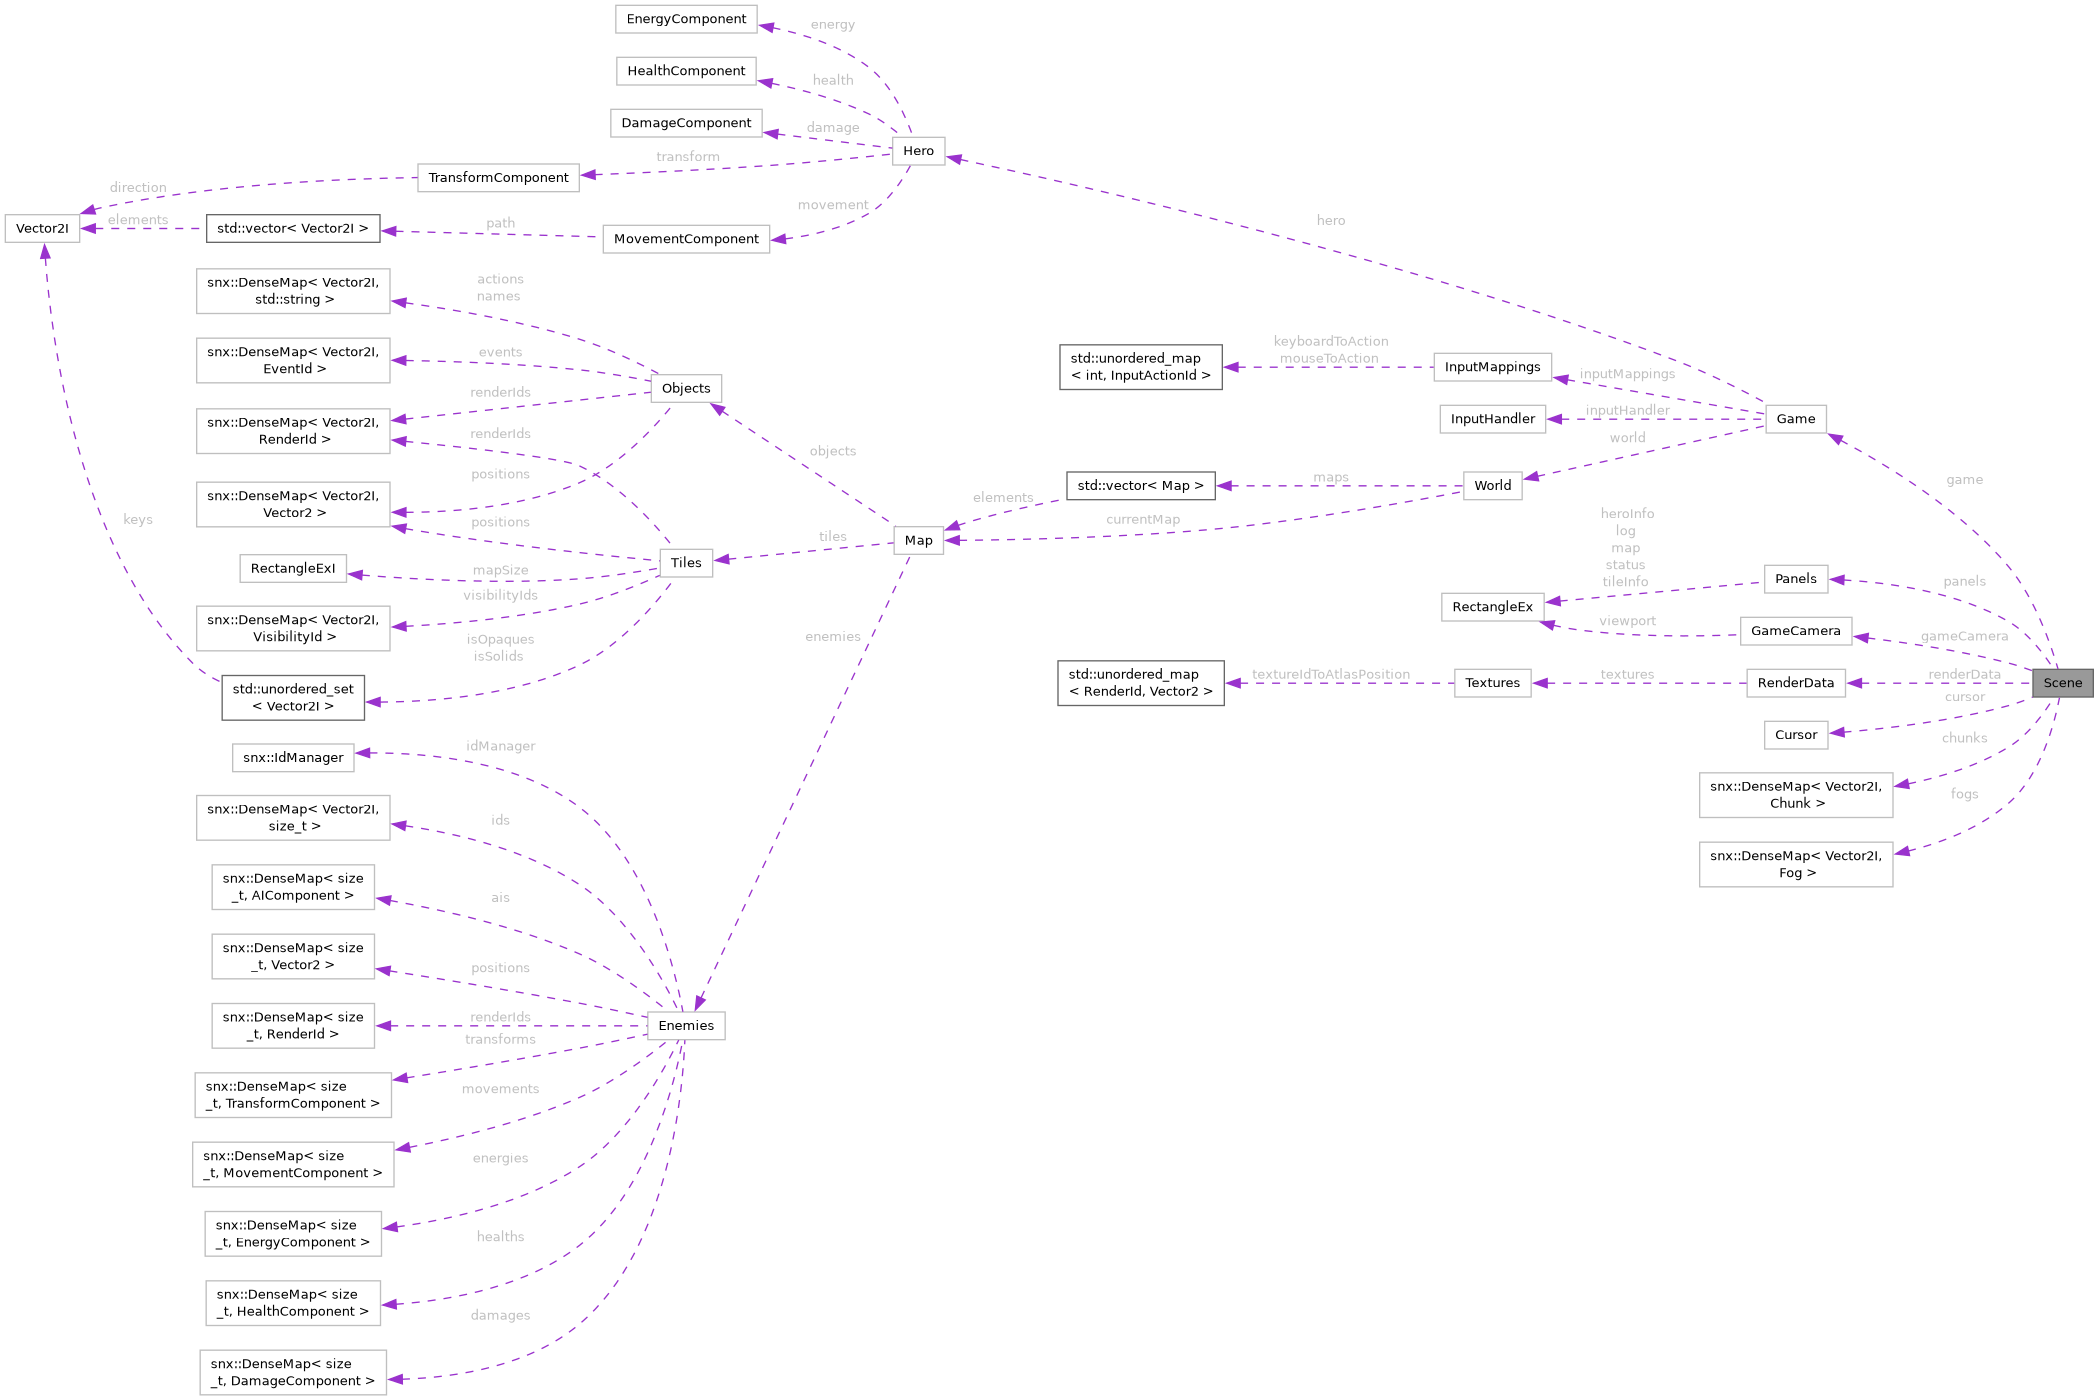 EnergyComponent
energy
HealthComponent
health
DamageComponent
damage
Hero
transform
TransformComponent
direction
movement
elements
path
Vector2I
std::vector< Vector2I >
MovementComponent
hero
snx::DenseMap< Vector2I,
std::string >
actions
names
snx::DenseMap< Vector2I,
EventId >
events
Objects
renderIds
snx::DenseMap< Vector2I,
RenderId >
renderIds
positions
snx::DenseMap< Vector2I,
Vector2 >
positions
RectangleExI
mapSize
Tiles
visibilityIds
snx::DenseMap< Vector2I,
VisibilityId >
isOpaques
isSolids
keys
std::unordered_set
< Vector2I >
objects
tiles
Map
enemies
elements
currentMap
std::vector< Map >
maps
World
std::unordered_map
< int, InputActionId >
keyboardToAction
mouseToAction
InputMappings
inputMappings
InputHandler
inputHandler
world
Game
game
heroInfo
log
map
status
tileInfo
Panels
panels
RectangleEx
viewport
GameCamera
gameCamera
std::unordered_map
< RenderId, Vector2 >
textureIdToAtlasPosition
Textures
textures
RenderData
renderData
Scene
cursor
Cursor
chunks
snx::DenseMap< Vector2I,
Chunk >
fogs
snx::DenseMap< Vector2I,
Fog >
snx::IdManager
idManager
snx::DenseMap< Vector2I,
size_t >
ids
snx::DenseMap< size
_t, AIComponent >
ais
snx::DenseMap< size
_t, Vector2 >
positions
snx::DenseMap< size
_t, RenderId >
renderIds
Enemies
transforms
snx::DenseMap< size
_t, TransformComponent >
movements
snx::DenseMap< size
_t, MovementComponent >
energies
snx::DenseMap< size
_t, EnergyComponent >
healths
snx::DenseMap< size
_t, HealthComponent >
damages
snx::DenseMap< size
_t, DamageComponent >